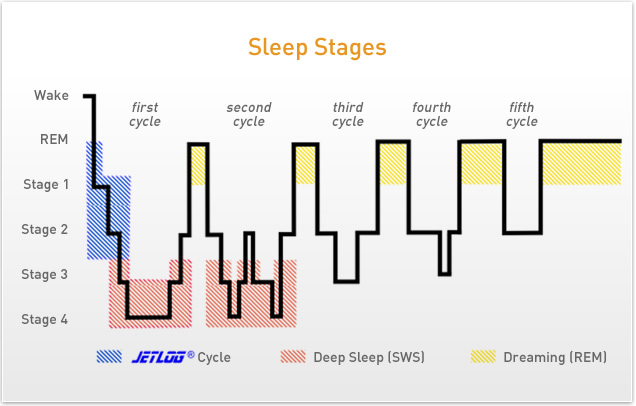 Sleep Stages
Wake
first
cycle
second
cycle
third
cycle
fourth
cycle
fifth
cycle
REM
Stage 1
Stage 2
Stage 3
Stage 4
JETLOG® Cycle
Deep Sleep (SWS)
Dreaming (REM)